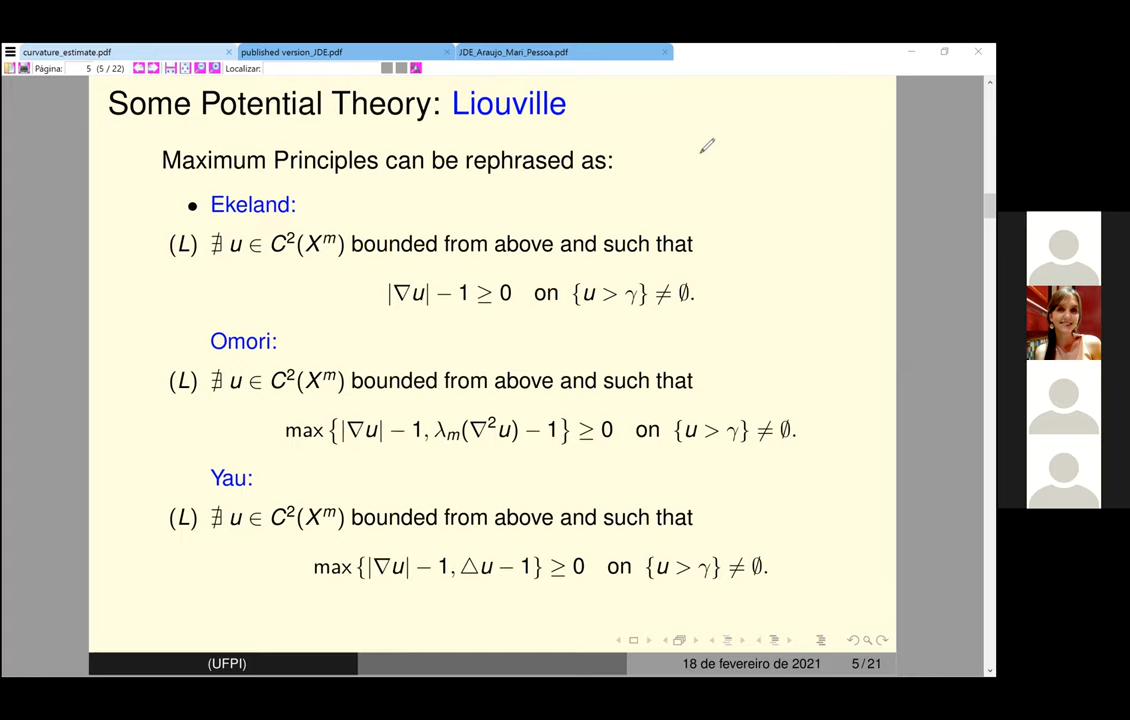 curvature_estimate.pdf
published version_JDE.pdf
JDE_Araujo_Mari_Pessoa.pdf
Página: 5 (5 / 22) Localizar:
Some Potential Theory: Liouville
Maximum Principles can be rephrased as:
• Ekeland:
(L) ∄ u ∈ C²(Xᵐ) bounded from above and such that
|∇u| − 1 ≥ 0 on {u > γ} ≠ ∅.
Omori:
(L) ∄ u ∈ C²(Xᵐ) bounded from above and such that
max {|∇u| − 1, λₘ(∇²u) − 1} ≥ 0 on {u > γ} ≠ ∅.
Yau:
(L) ∄ u ∈ C²(Xᵐ) bounded from above and such that
max {|∇u| − 1, △u − 1} ≥ 0 on {u > γ} ≠ ∅.
(UFPI) 18 de fevereiro de 2021 5/21